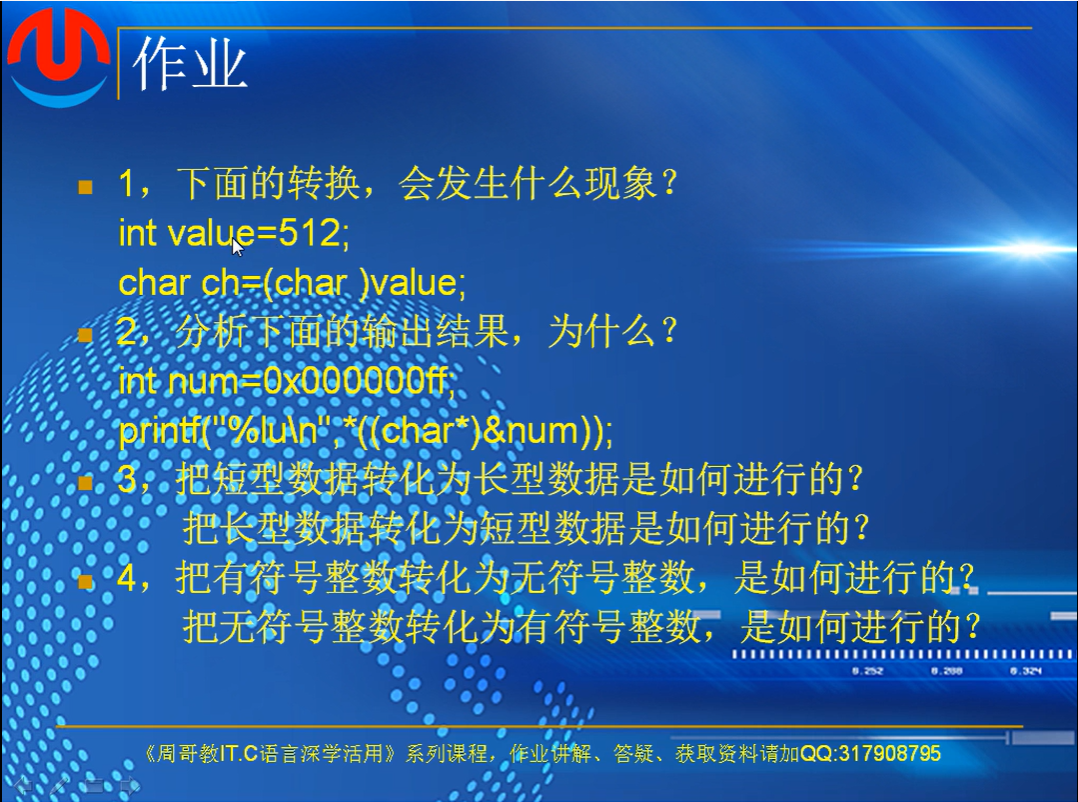 作业
1，下面的转换，会发生什么现象？
int value=512;
char ch=(char )value;
2，分析下面的输出结果，为什么？
int num=0x000000ff;
printf("%lu\n",*((char*)&num));
3，把短型数据转化为长型数据是如何进行的？
把长型数据转化为短型数据是如何进行的？
4，把有符号整数转化为无符号整数，是如何进行的？
把无符号整数转化为有符号整数，是如何进行的？
0.252 0.288 0.324
《周哥教IT.C语言深学活用》系列课程，作业讲解、答疑、获取资料请加QQ:317908795